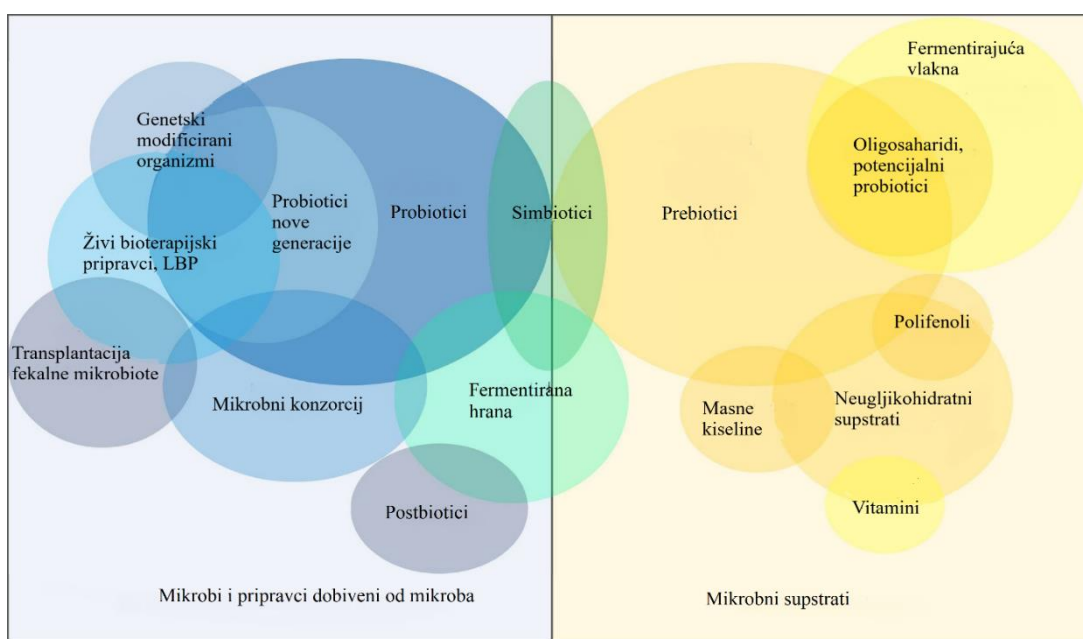 Genetski
modificirani
organizmi
Živi bioterapijski
pripravci, LBP
Transplantacija
fekalne mikrobiote
Probiotici
nove
generacije
Probiotici
Mikrobni konzorcij
Simbiotici
Fermentirana
hrana
Postbiotici
Mikrobi i pripravci dobiveni od mikroba
Fermentirajuća
vlakna
Oligosaharidi,
potencijalni
probiotici
Prebiotici
Polifenoli
Masne
kiseline
Neugljikohidratni
supstrati
Vitamini
Mikrobni supstrati